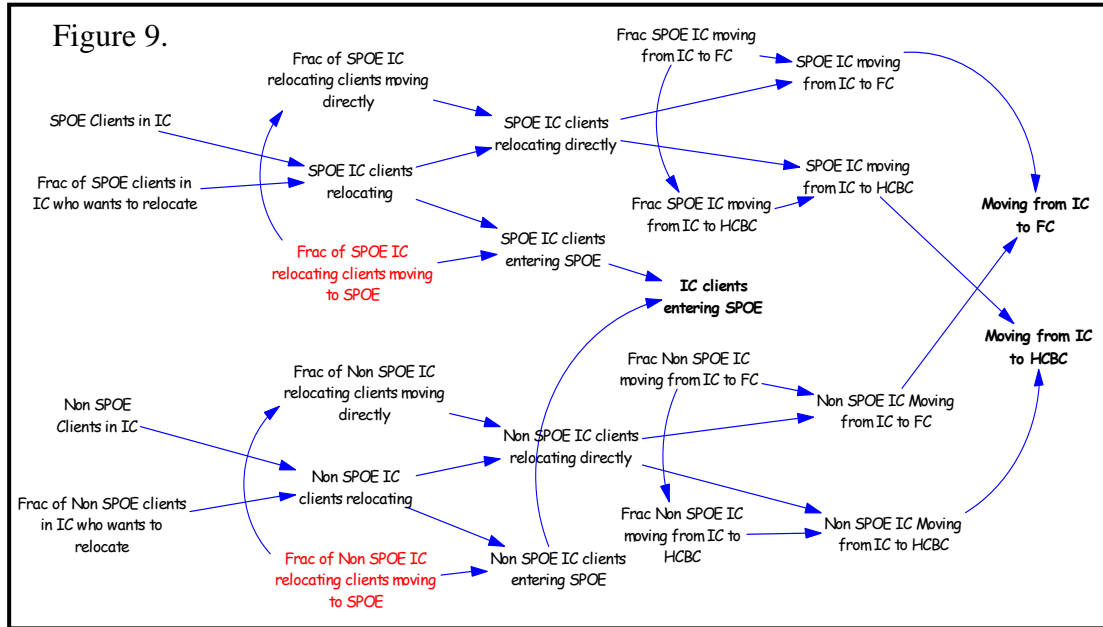 Figure 9.
Frac of SPOE IC
relocating clients moving
directly
Frac SPOE IC moving
from IC to FC
SPOE IC moving
from IC to FC
SPOE Clients in IC
SPOE IC clients
relocating directly
Frac of SPOE clients in
IC who wants to relocate
SPOE IC clients
relocating
SPOE IC moving
from IC to HCBC
Frac SPOE IC moving
from IC to HCBC
Moving from IC
to FC
Frac of SPOE IC
relocating clients moving
to SPOE
SPOE IC clients
entering SPOE
IC clients
entering SPOE
Moving from IC
to HCBC
Frac of Non SPOE IC
relocating clients moving
directly
Frac Non SPOE IC
moving from IC to FC
Non SPOE
Clients in IC
Non SPOE IC Moving
from IC to FC
Non SPOE IC clients
relocating directly
Non SPOE IC
clients relocating
Frac of Non SPOE clients
in IC who wants to
relocate
Frac Non SPOE IC
moving from IC to
HCBC
Non SPOE IC Moving
from IC to HCBC
Frac of Non SPOE IC
relocating clients moving
to SPOE
Non SPOE IC clients
entering SPOE